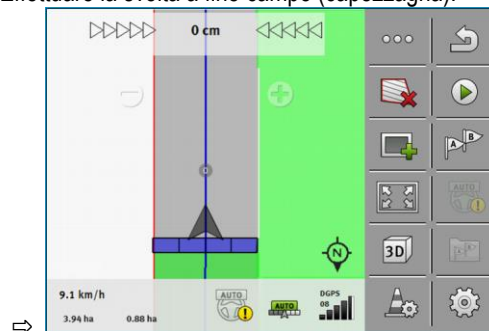 Effettuare la svolta a fine campo (capezzagna).
0 cm
A B
AUTO
3D
N
9.1 km/h
AUTO
AUTO
DGPS
08
3.94 ha
0.88 ha
⇨